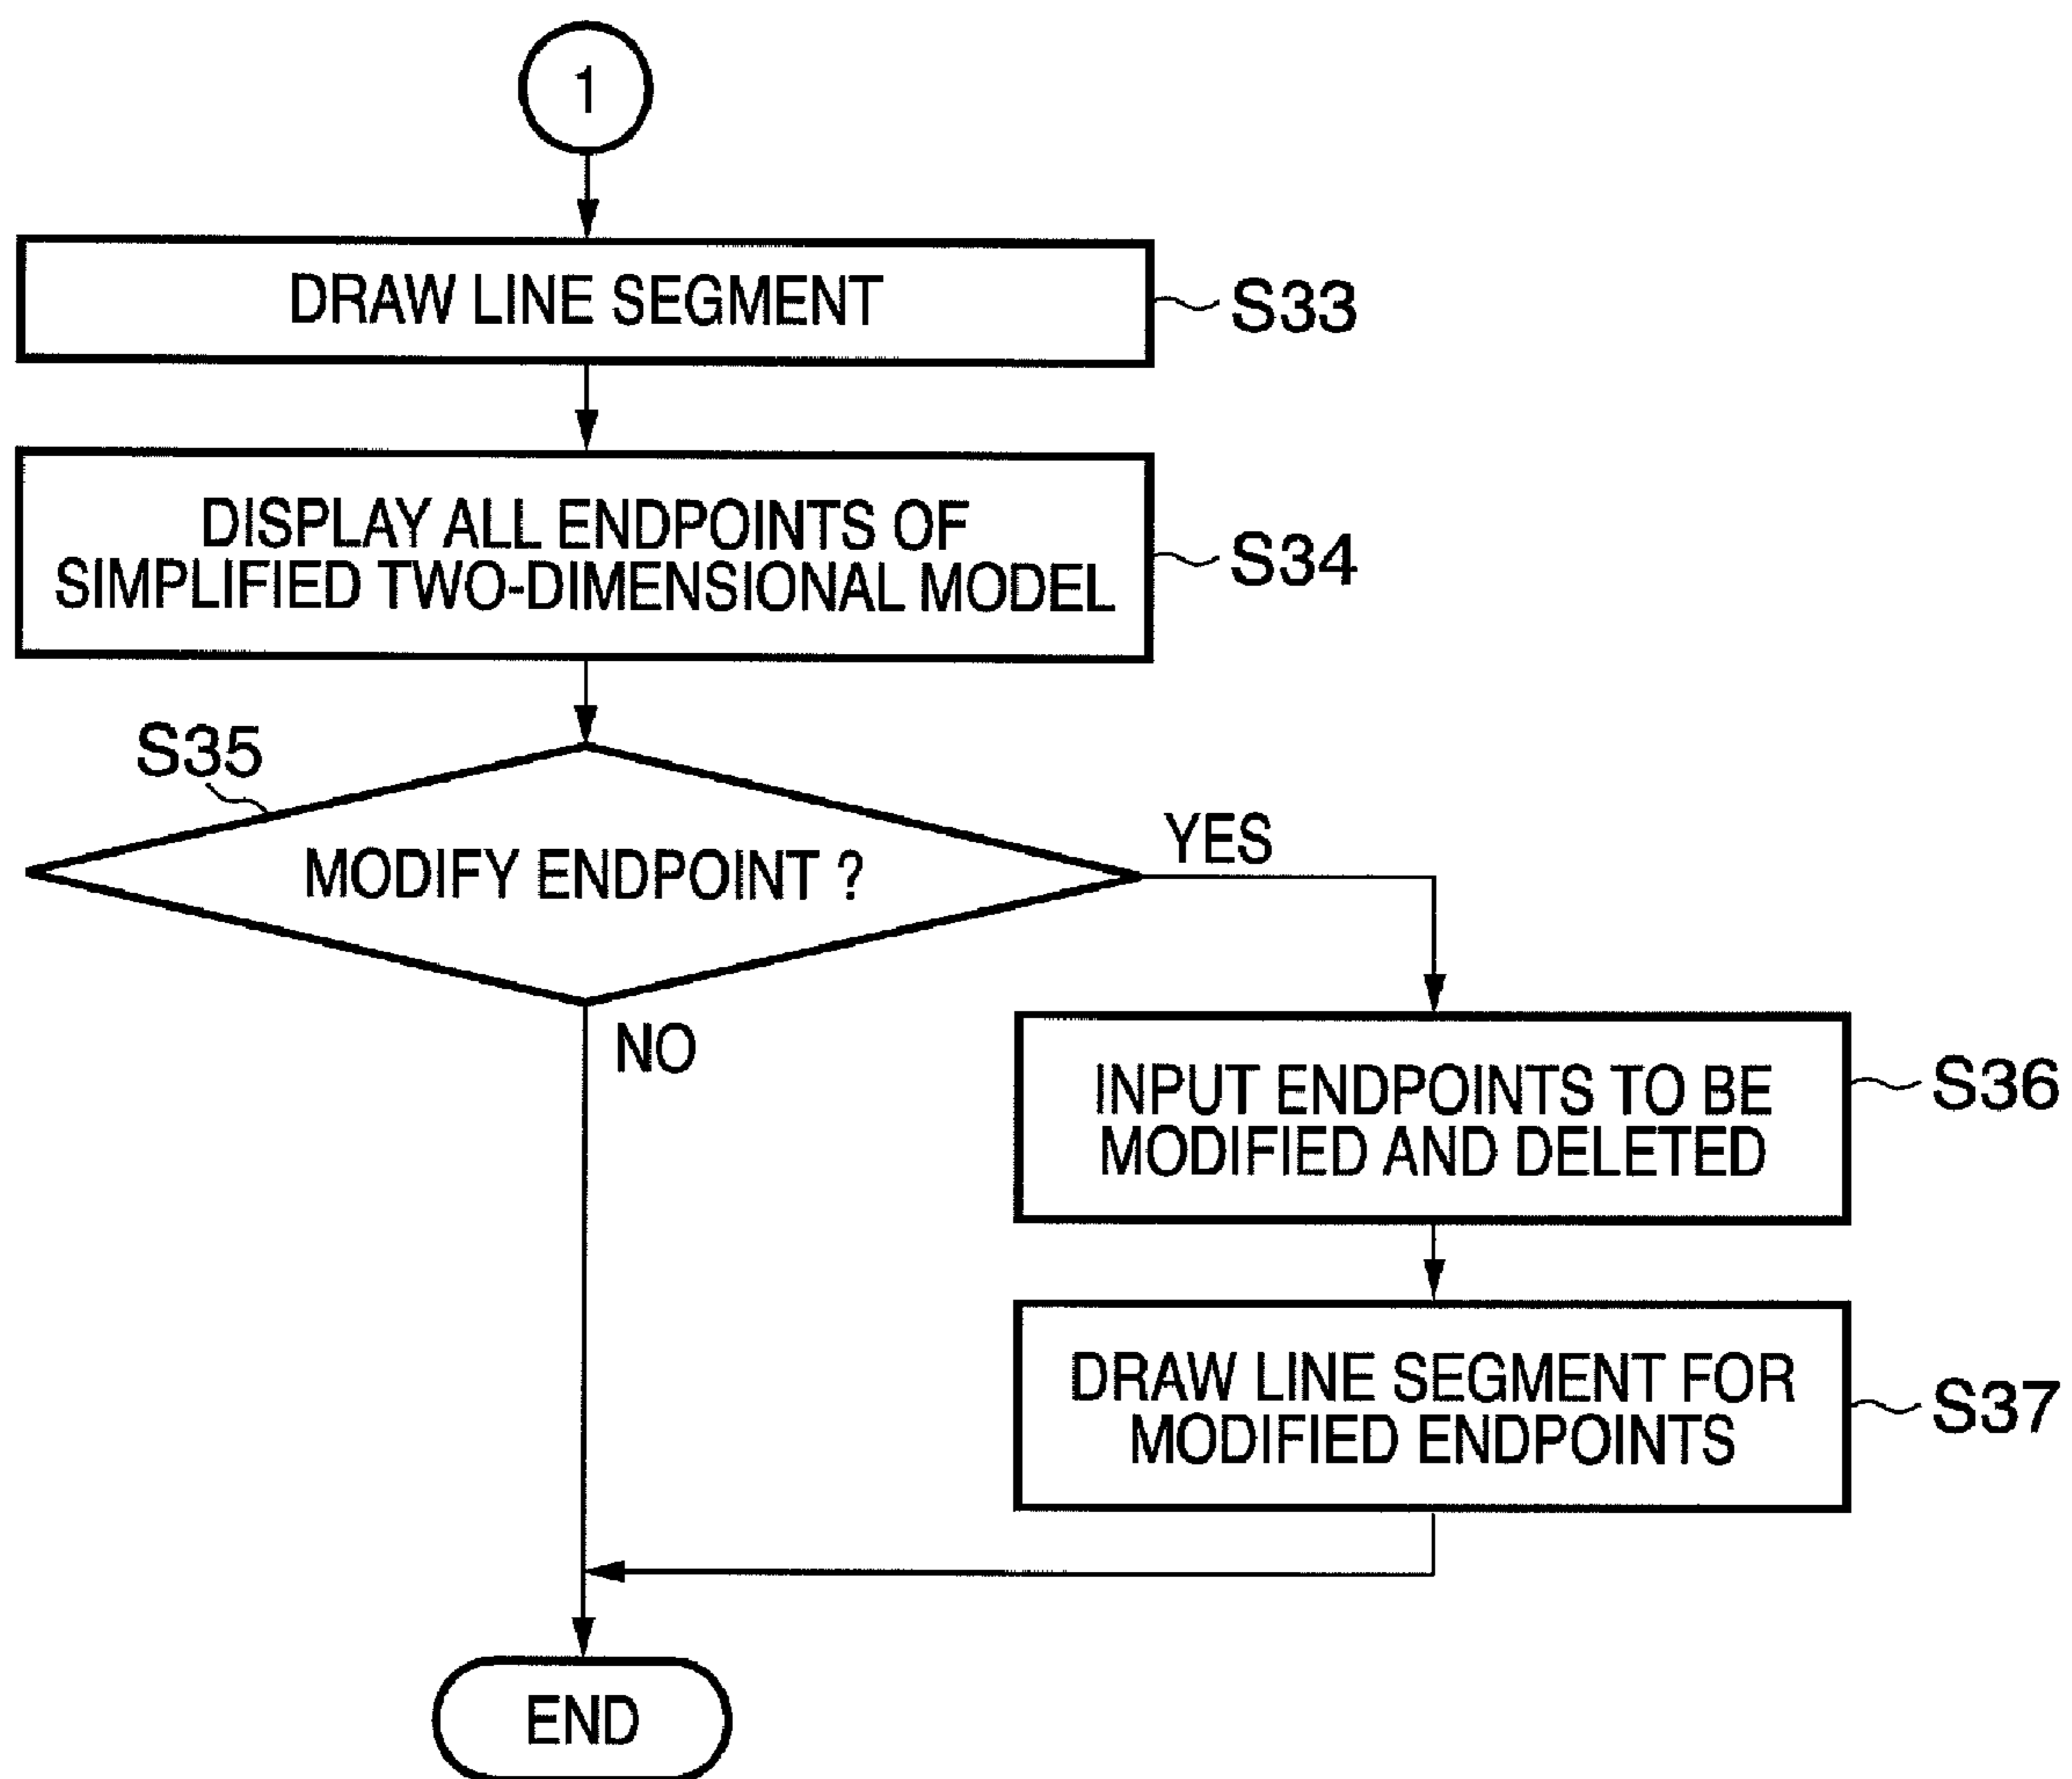 1
DRAW LINE SEGMENT
S33
DISPLAY ALL ENDPOINTS OF
SIMPLIFIED TWO-DIMENSIONAL MODEL
S34
S35
MODIFY ENDPOINT ?
YES
NO
INPUT ENDPOINTS TO BE
MODIFIED AND DELETED
S36
DRAW LINE SEGMENT FOR
MODIFIED ENDPOINTS
S37
END